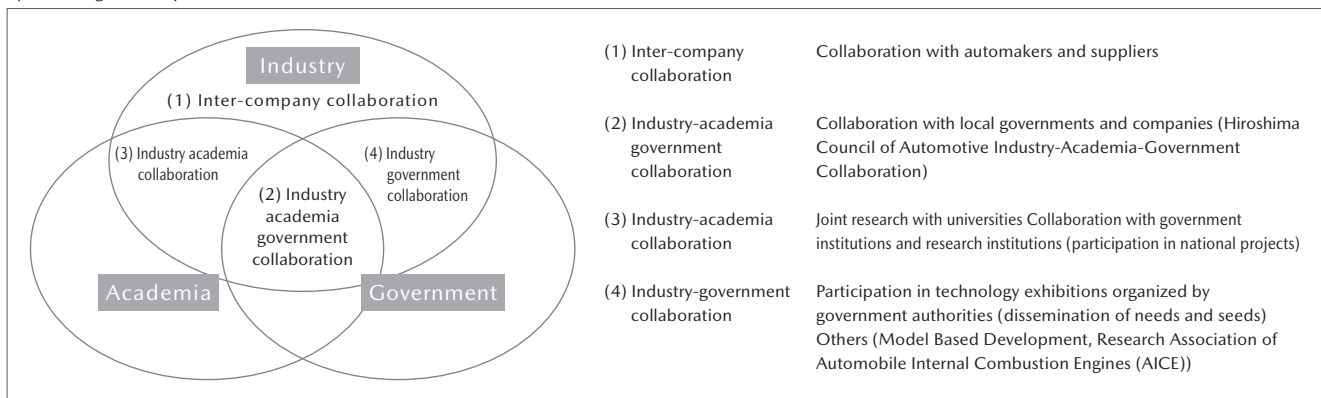 Industry
(1) Inter-company collaboration
(3) Industry academia
collaboration
(4) Industry
government
collaboration
(2) Industry
academia
government
collaboration
Academia
Government
(1) Inter-company
collaboration
Collaboration with automakers and suppliers
(2) Industry-academia
government
collaboration
Collaboration with local governments and companies (Hiroshima
Council of Automotive Industry-Academia-Government
Collaboration)
(3) Industry-academia
collaboration
Joint research with universities Collaboration with government
institutions and research institutions (participation in national projects)
(4) Industry-government
collaboration
Participation in technology exhibitions organized by
government authorities (dissemination of needs and seeds)
Others (Model Based Development, Research Association of
Automobile Internal Combustion Engines (AICE))